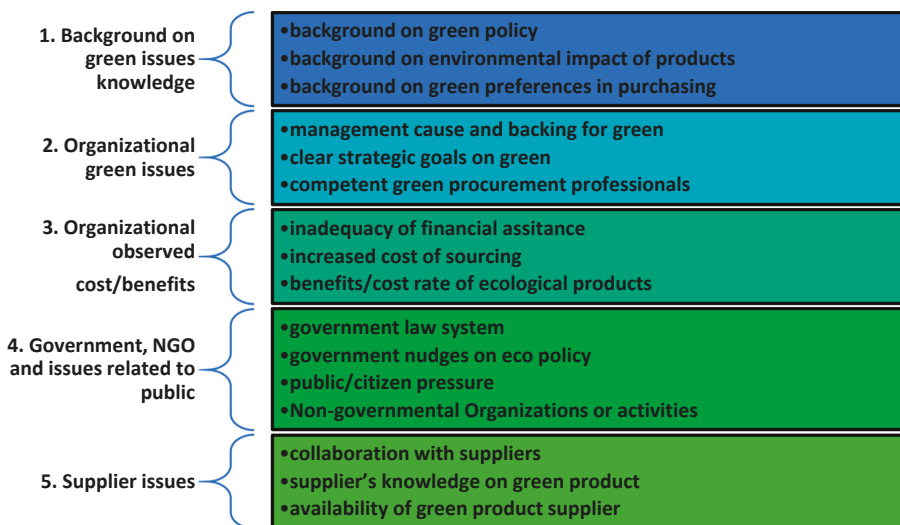 1. Background on
green issues
knowledge
•background on green policy
•background on environmental impact of products
•background on green preferences in purchasing
2. Organizational
green issues
•management cause and backing for green
•clear strategic goals on green
•competent green procurement professionals
3. Organizational
observed
cost/benefits
•inadequacy of financial assitance
•increased cost of sourcing
•benefits/cost rate of ecological products
4. Government, NGO
and issues related to
public
•government law system
•government nudges on eco policy
•public/citizen pressure
•Non-governmental Organizations or activities
5. Supplier issues
•collaboration with suppliers
•supplier’s knowledge on green product
•availability of green product supplier